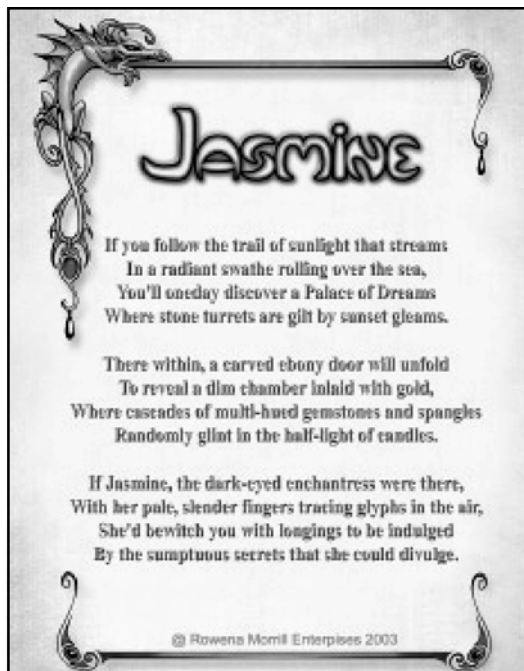 JASMINE
If you follow the trail of sunlight that streams
In a radiant swathe rolling over the sea,
You'll oneday discover a Palace of Dreams
Where stone turrets are gilt by sunset gleams.
There within, a carved ebony door will unfold
To reveal a dim chamber inlaid with gold,
Where cascades of multi-hued gemstones and spangles
Randomly glint in the half-light of candles.
If Jasmine, the dark-eyed enchantress were there,
With her pale, slender fingers tracing glyphs in the air,
She'd bewitch you with longings to be indulged
By the sumptuous secrets that she could divulge.
@ Rowena Morrill Enterpises 2003